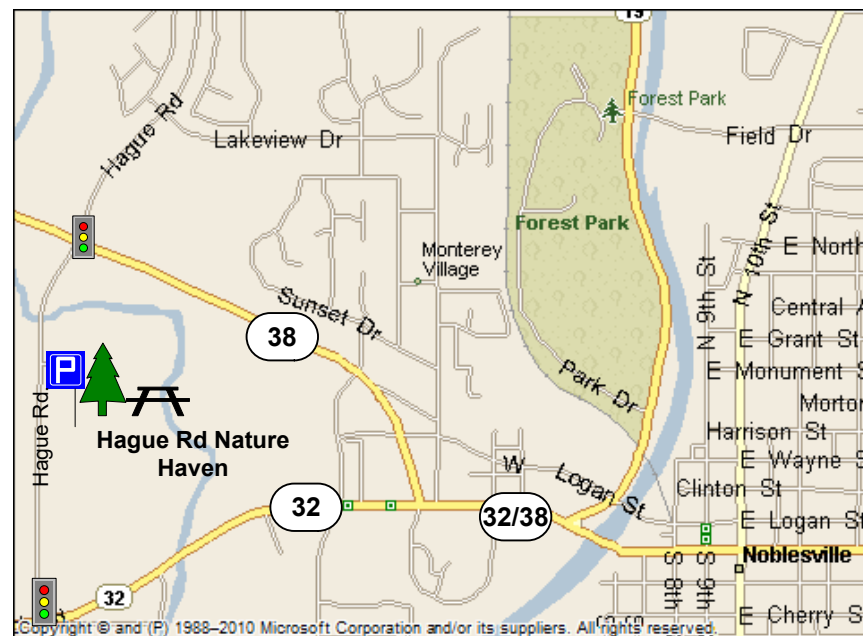 19
Forest Park
Hague Rd
Lakeview Dr
Field Dr
Forest Park
N 10th St
Monterey
Village
N 9th St
E North
Sunset Dr
Central A
38
E Grant St
P
Park Dr
E Monument S
Hague Rd
Morton
Hague Rd Nature
Haven
Harrison St
W Logan St
E Wayne S
Clinton St
32
32/38
E Logan St
Noblesville
S 8th
S 9th
32
E Cherry S
Copyright © and (P) 1988–2010 Microsoft Corporation and/or its suppliers. All rights reserved.